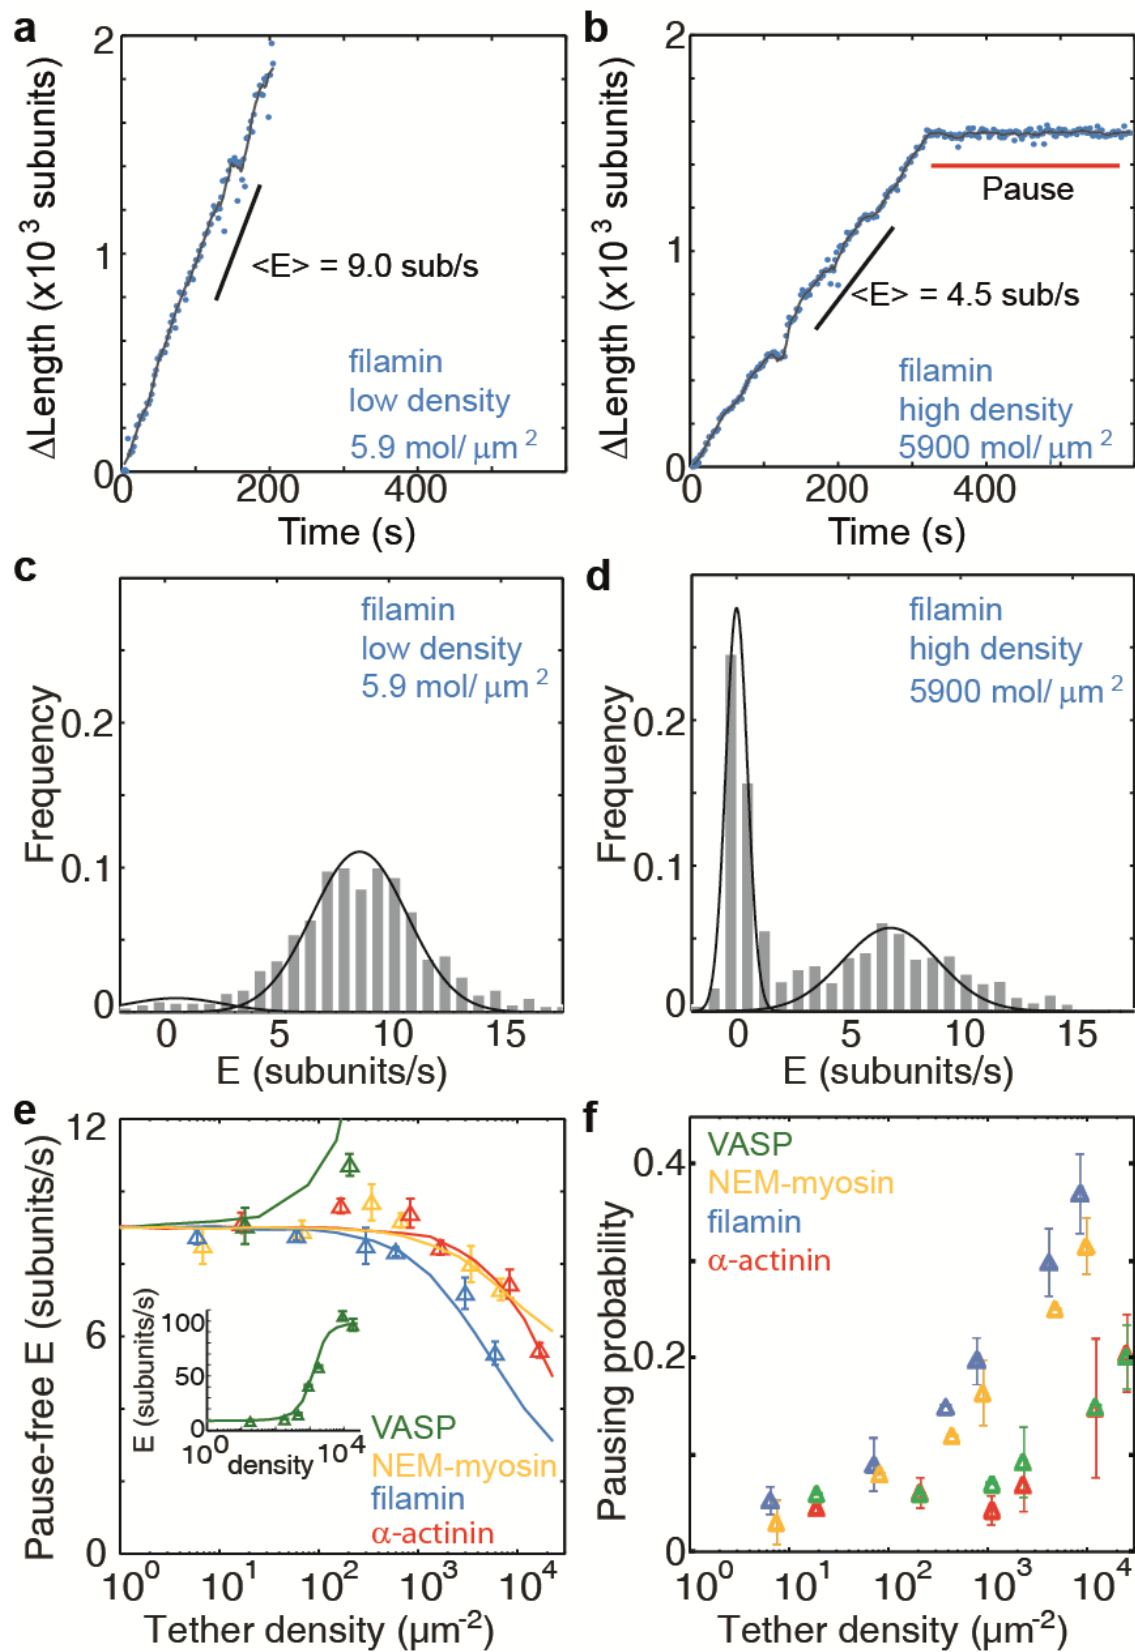 a
2
1
0
ΔLength (x10³ subunits)
<E> = 9.0 sub/s
filamin
low density
5.9 mol/ μm²
0
200
400
Time (s)
b
2
1
0
ΔLength (x10³ subunits)
Pause
<E> = 4.5 sub/s
filamin
high density
5900 mol/ μm²
0
200
400
Time (s)
c
filamin
low density
5.9 mol/ μm²
0.2
0.1
0
Frequency
0
5
10
15
E (subunits/s)
d
filamin
high density
5900 mol/ μm²
0.2
0.1
0
Frequency
0
5
10
15
E (subunits/s)
e
12
6
0
Pause-free E (subunits/s)
E (subunits/s)
100
50
0
10⁰
10⁴
density
VASP
NEM-myosin
filamin
α-actinin
10⁰
10¹
10²
10³
10⁴
Tether density (μm⁻²)
f
VASP
NEM-myosin
filamin
α-actinin
0.4
0.2
0
Pausing probability
10⁰
10¹
10²
10³
10⁴
Tether density (μm⁻²)